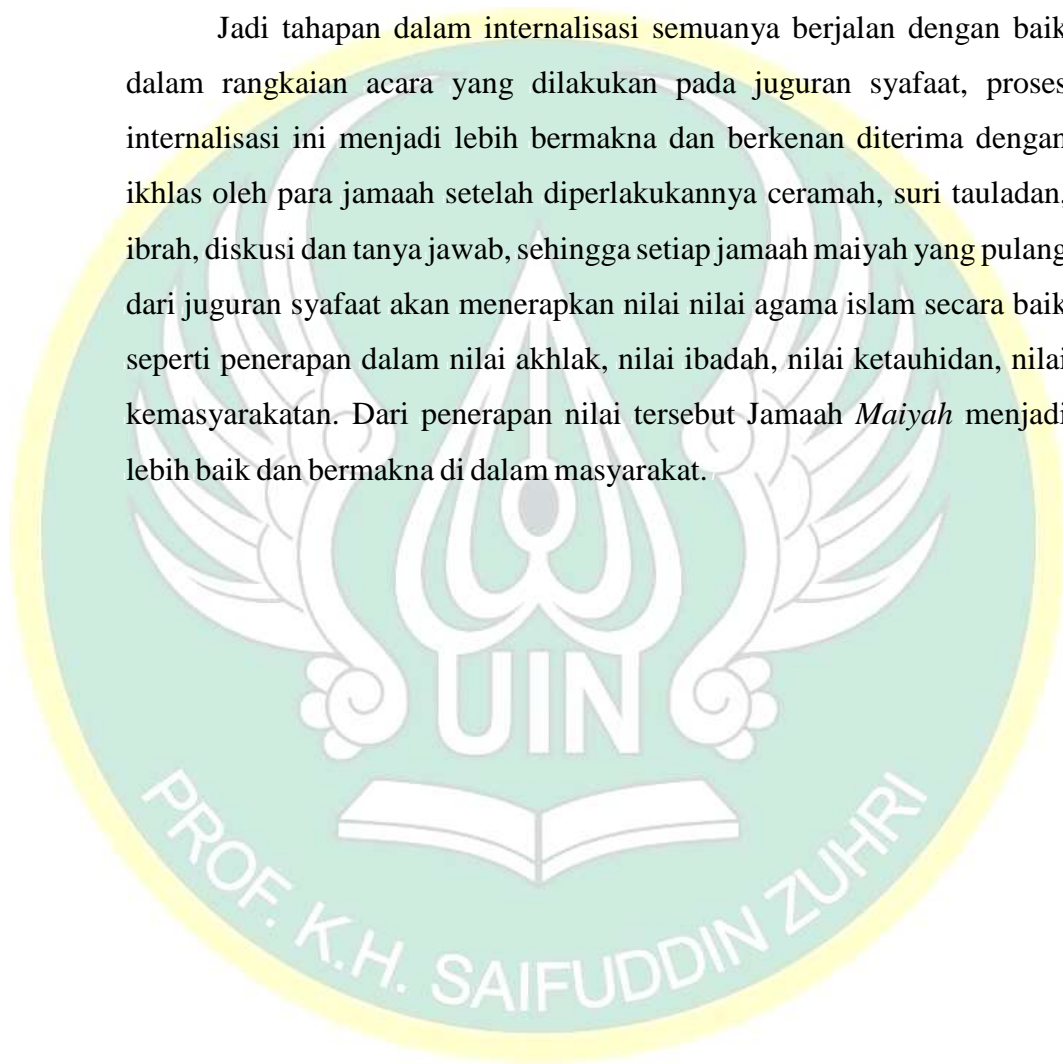 Jadi tahapan dalam internalisasi semuanya berjalan dengan baik
dalam rangkaian acara yang dilakukan pada juguran syafaat, proses
internalisasi ini menjadi lebih bermakna dan berkenan diterima dengan
ikhlas oleh para jamaah setelah diperlakukannya ceramah, suri tauladan,
ibrah, diskusi dan tanya jawab, sehingga setiap jamaah maiyah yang pulang
dari juguran syafaat akan menerapkan nilai nilai agama islam secara baik
seperti penerapan dalam nilai akhlak, nilai ibadah, nilai ketauhidan, nilai
kemasyarakatan. Dari penerapan nilai tersebut Jamaah Maiyah menjadi
lebih baik dan bermakna di dalam masyarakat.
UIN
PROF. K.H. SAIFUDDIN ZUHRI